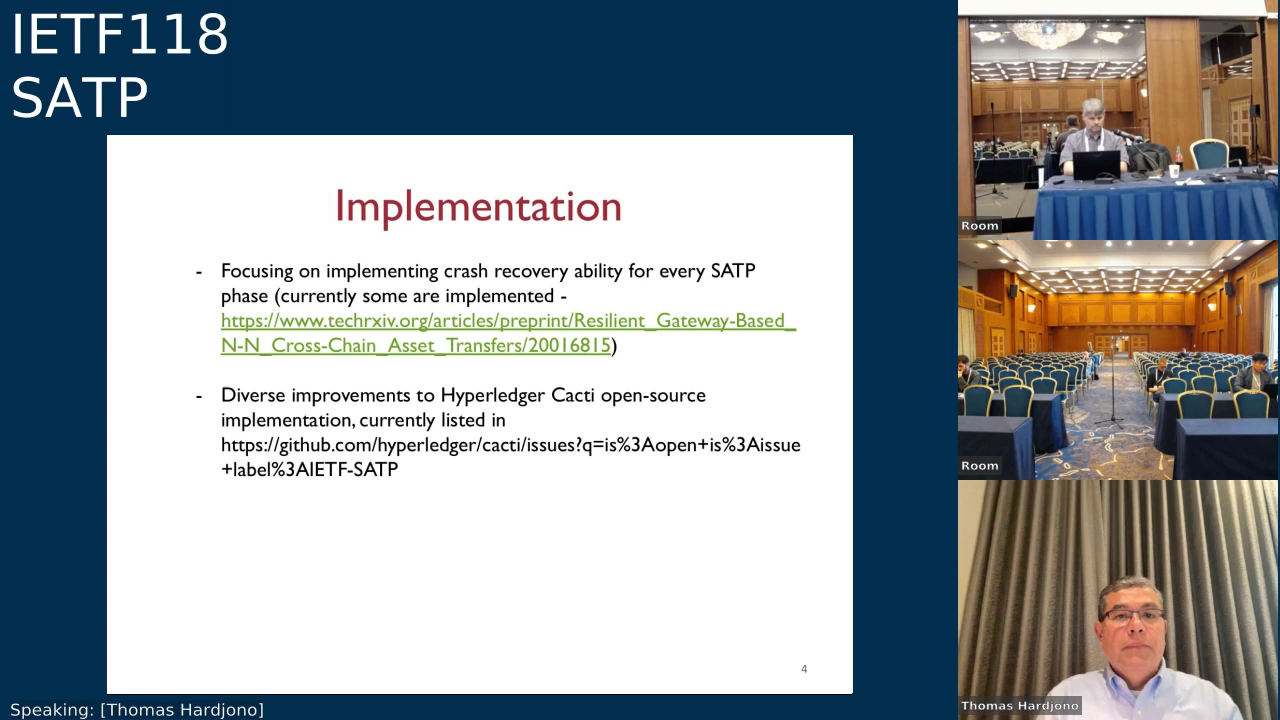 IETF118
SATP
Implementation
- Focusing on implementing crash recovery ability for every SATP
phase (currently some are implemented -
https://www.techrxiv.org/articles/preprint/Resilient_Gateway-Based_
N-N_Cross-Chain_Asset_Transfers/20016815)
- Diverse improvements to Hyperledger Cacti open-source
implementation, currently listed in
https://github.com/hyperledger/cacti/issues?q=is%3Aopen+is%3Aissue
+label%3AIETF-SATP
4
Room
Room
Thomas Hardjono
Speaking: [Thomas Hardjono]